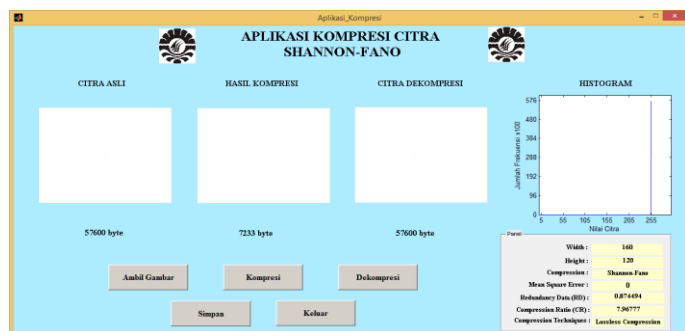 Aplikasi_Kompresi
APLIKASI KOMPRESI CITRA
SHANNON-FANO
CITRA ASLI
HASIL KOMPRESI
CITRA DEKOMPRESI
HISTOGRAM
57600 byte
7233 byte
57600 byte
Jumlah Frekuensi x100
576
480
384
288
192
96
0
5 55 105 155 205 255
Nilai Citra
Ambil Gambar
Kompresi
Dekompresi
Simpan
Keluar
Panel
Width : 160
Height : 120
Compression : Shannon-Fano
Mean Square Error : 0
Redundancy Data (RD) : 0.874494
Compression Ratio (CR) : 7.96777
Compression Techniques : Lossless Compression